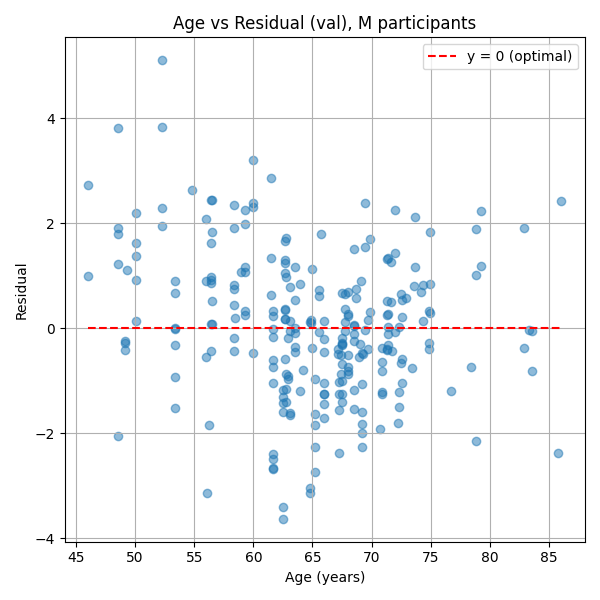 Age vs Residual (val), M participants
y = 0 (optimal)
Residual
4
2
0
−2
−4
45 50 55 60 65 70 75 80 85
Age (years)